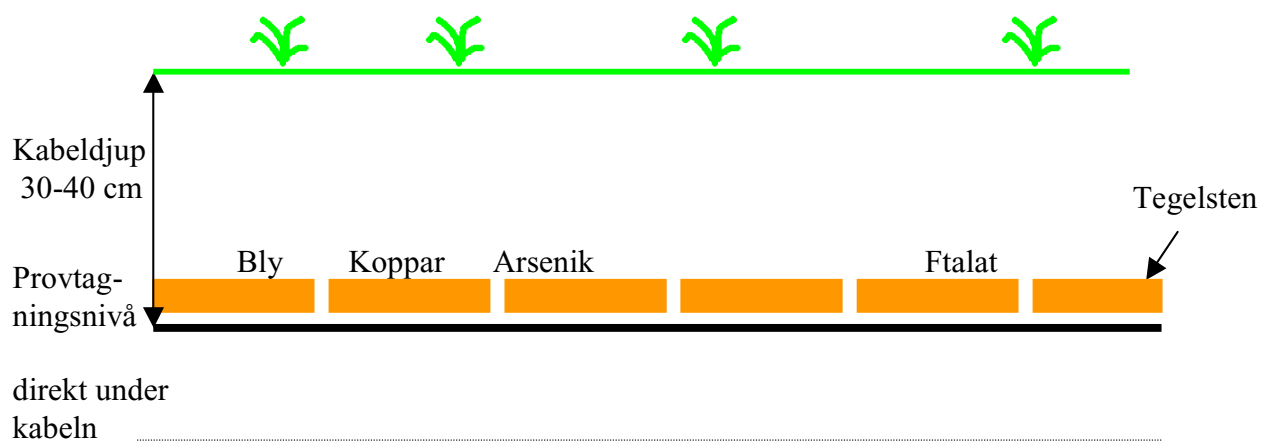 Kabeldjup
30-40 cm
Tegelsten
Bly Koppar Arsenik Ftalat
Provtag-
ningsnivå
direkt under
kabeln